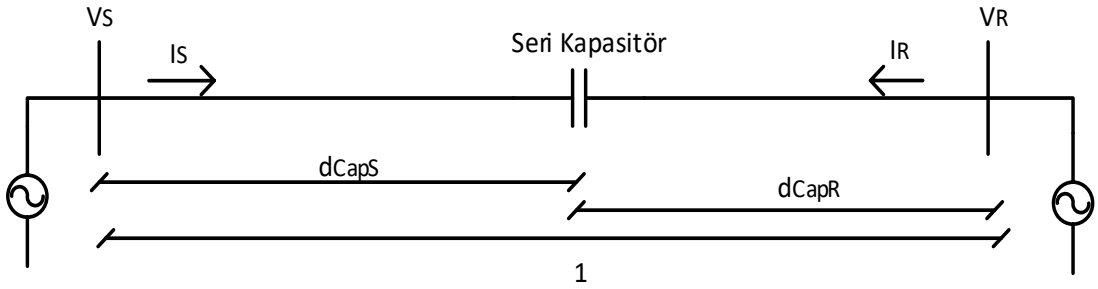 VS
VR
IS
Seri Kapasitör
IR
dCapS
dCapR
1